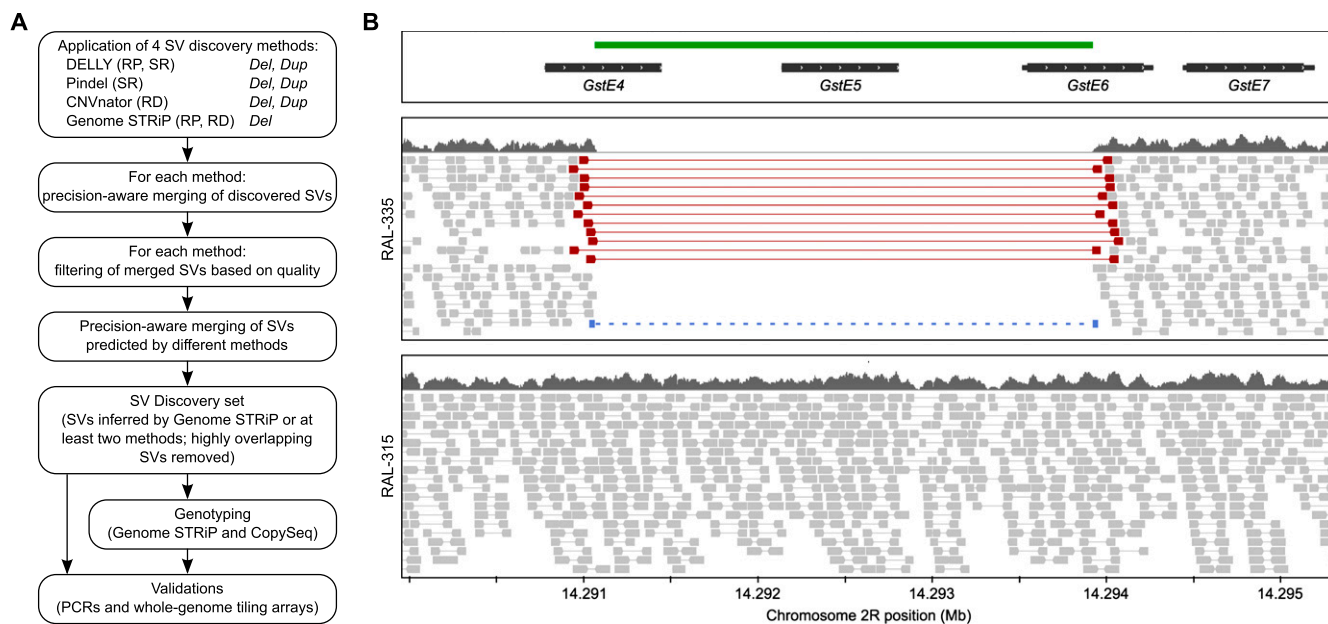 A
Application of 4 SV discovery methods:
DELLY (RP, SR) Del, Dup
Pindel (SR) Del, Dup
CNVnator (RD) Del, Dup
Genome STRiP (RP, RD) Del
For each method:
precision-aware merging of discovered SVs
For each method:
filtering of merged SVs based on quality
Precision-aware merging of SVs
predicted by different methods
SV Discovery set
(SVs inferred by Genome STRiP or at
least two methods; highly overlapping
SVs removed)
Genotyping
(Genome STRiP and CopySeq)
Validations
(PCRs and whole-genome tiling arrays)
B
GstE4 GstE5 GstE6 GstE7
RAL-335
RAL-315
14.291 14.292 14.293 14.294 14.295
Chromosome 2R position (Mb)